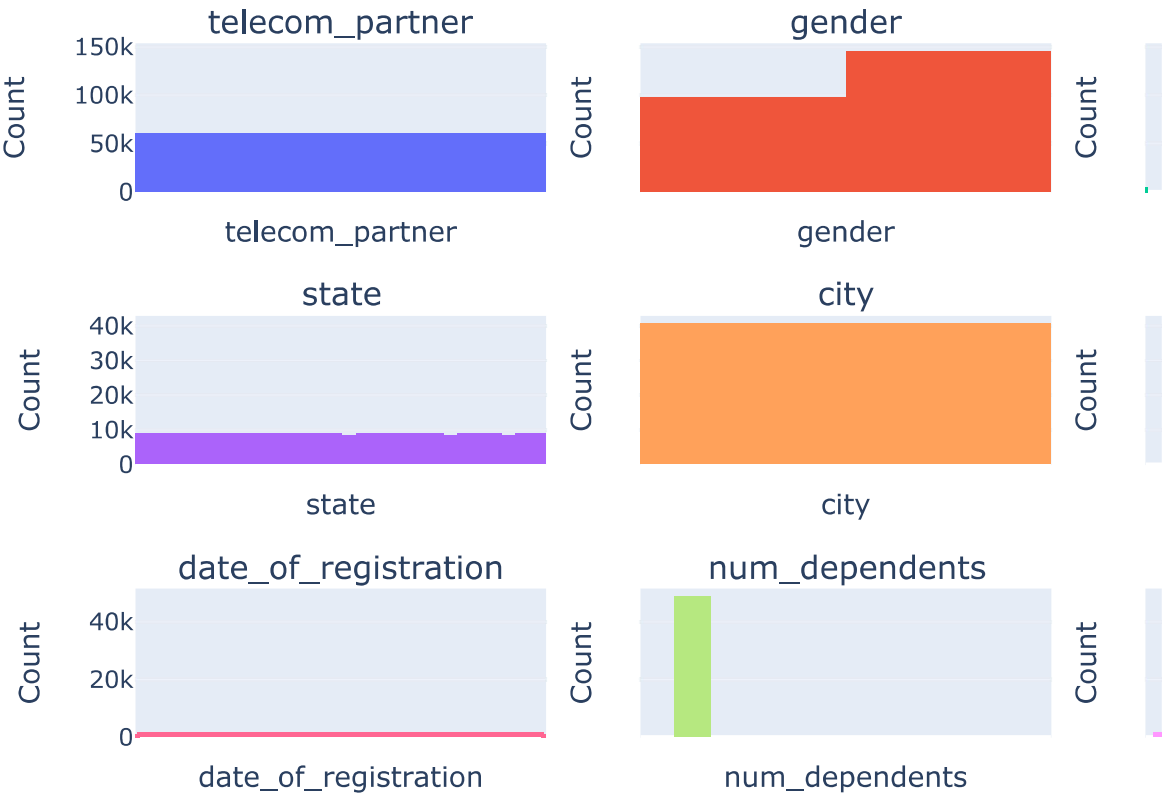 telecom_partner
gender
150k
100k
50k
0
Count
Count
Count
telecom_partner
gender
state
city
40k
30k
20k
10k
0
Count
Count
Count
state
city
date_of_registration
num_dependents
40k
20k
0
Count
Count
Count
date_of_registration
num_dependents